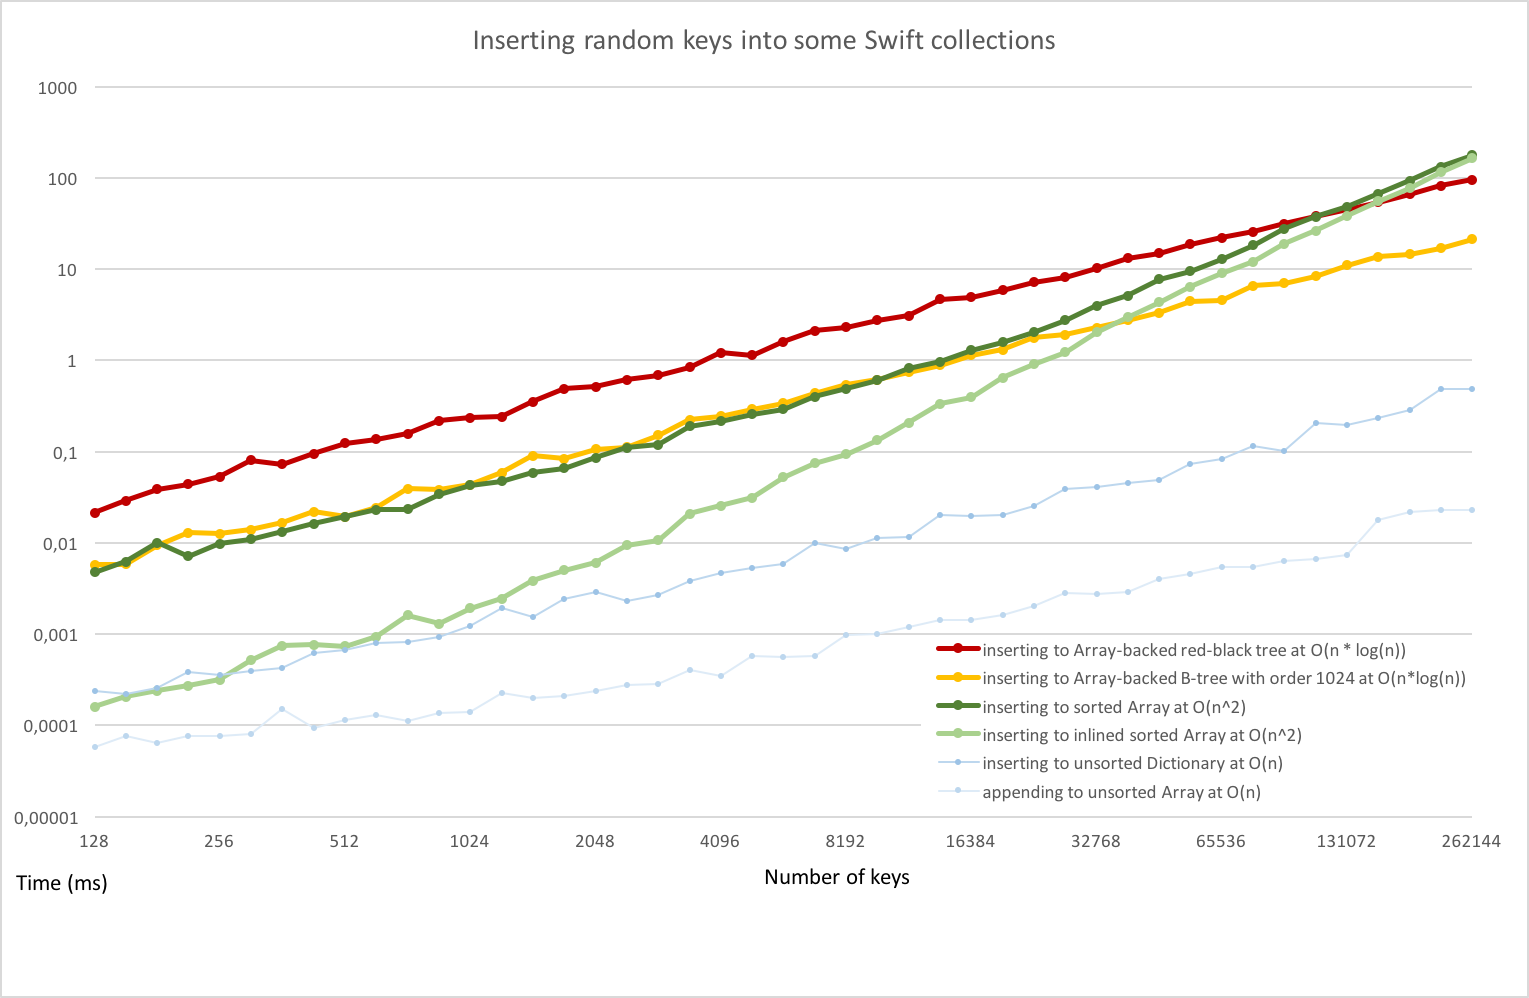 Inserting random keys into some Swift collections
1000
100
10
1
0,1
0,01
0,001
0,0001
0,00001
inserting to Array-backed red-black tree at O(n * log(n))
inserting to Array-backed B-tree with order 1024 at O(n*log(n))
inserting to sorted Array at O(n^2)
inserting to inlined sorted Array at O(n^2)
inserting to unsorted Dictionary at O(n)
appending to unsorted Array at O(n)
128 256 512 1024 2048 4096 8192 16384 32768 65536 131072 262144
Time (ms) Number of keys